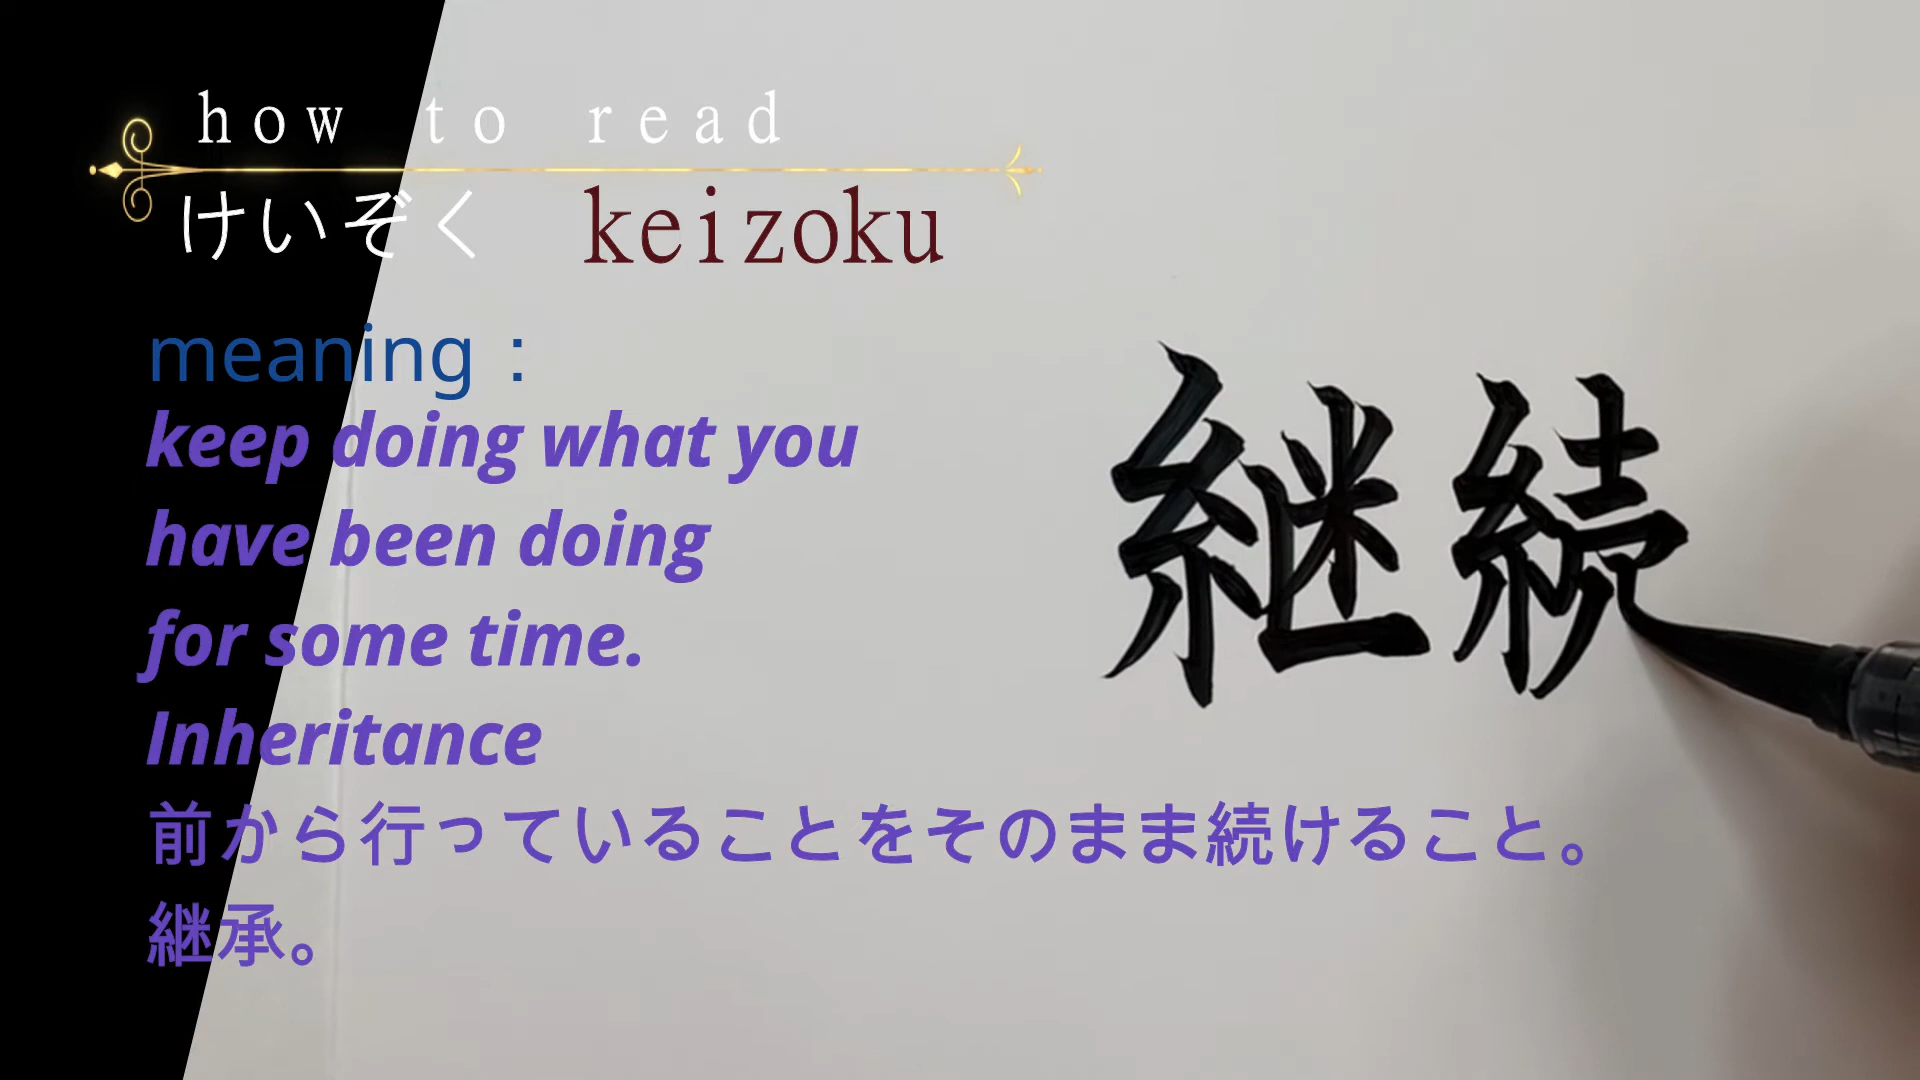 how to read
けいぞく keizoku
meaning：
keep doing what you
have been doing
for some time.
Inheritance
前から行っていることをそのまま続けること。
継承。
継続